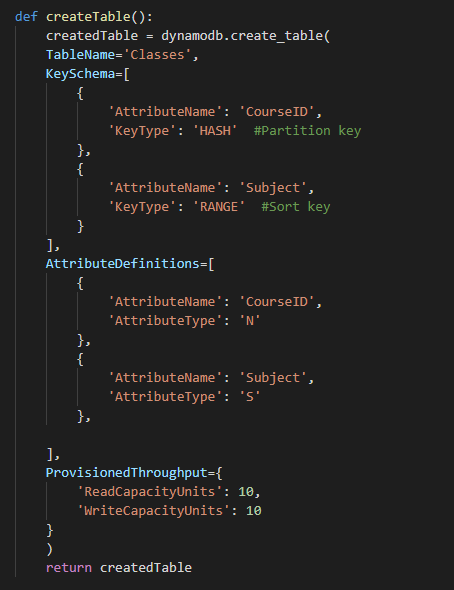 def createTable():
    createdTable = dynamodb.create_table(
    TableName='Classes',
    KeySchema=[
        {
            'AttributeName': 'CourseID',
            'KeyType': 'HASH'  #Partition key
        },
        {
            'AttributeName': 'Subject',
            'KeyType': 'RANGE'  #Sort key
        }
    ],
    AttributeDefinitions=[
        {
            'AttributeName': 'CourseID',
            'AttributeType': 'N'
        },
        {
            'AttributeName': 'Subject',
            'AttributeType': 'S'
        },

    ],
    ProvisionedThroughput={
        'ReadCapacityUnits': 10,
        'WriteCapacityUnits': 10
    }
    )
    return createdTable